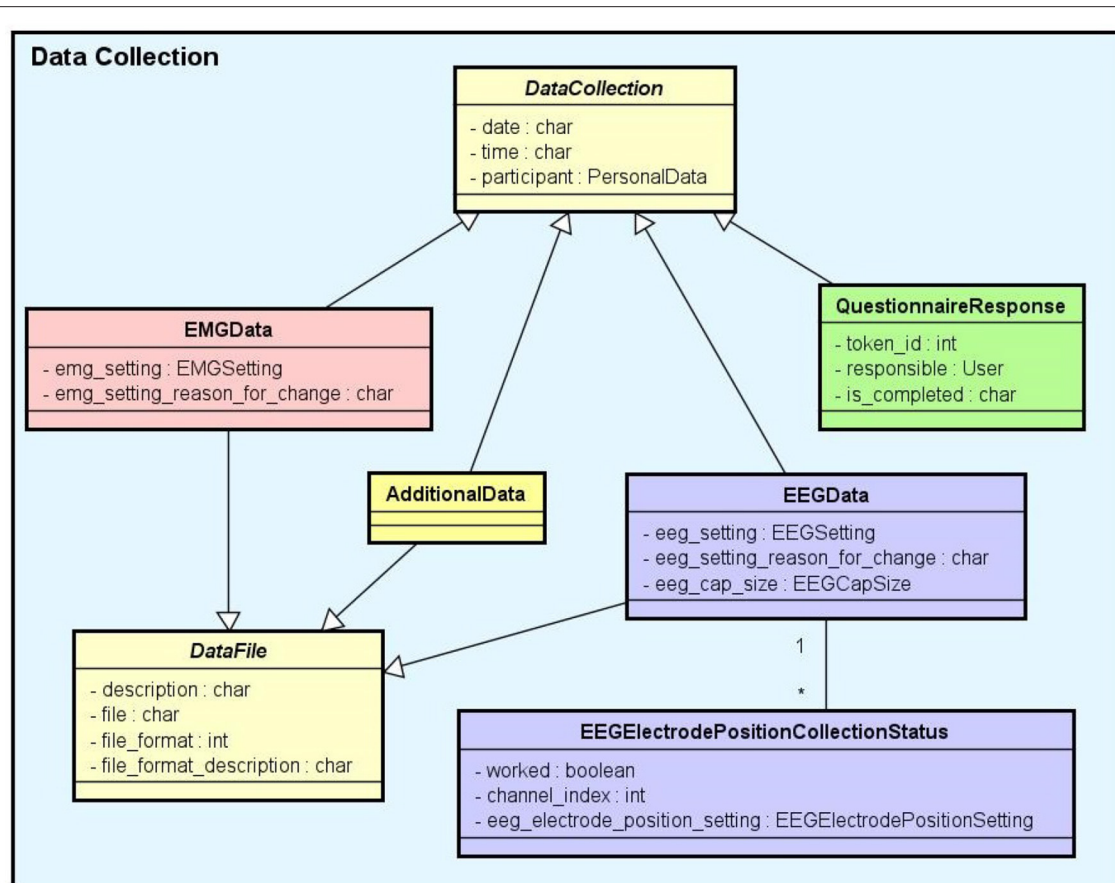 Data Collection
DataCollection
- date : char
- time : char
- participant : PersonalData
EMGData
- emg_setting : EMGSetting
- emg_setting_reason_for_change : char
QuestionnaireResponse
- token_id : int
- responsible : User
- is_completed : char
AdditionalData
EEGData
- eeg_setting : EEGSetting
- eeg_setting_reason_for_change : char
- eeg_cap_size : EEGCapSize
1
*
DataFile
- description : char
- file : char
- file_format : int
- file_format_description : char
EEGElectrodePositionCollectionStatus
- worked : boolean
- channel_index : int
- eeg_electrode_position_setting : EEGElectrodePositionSetting